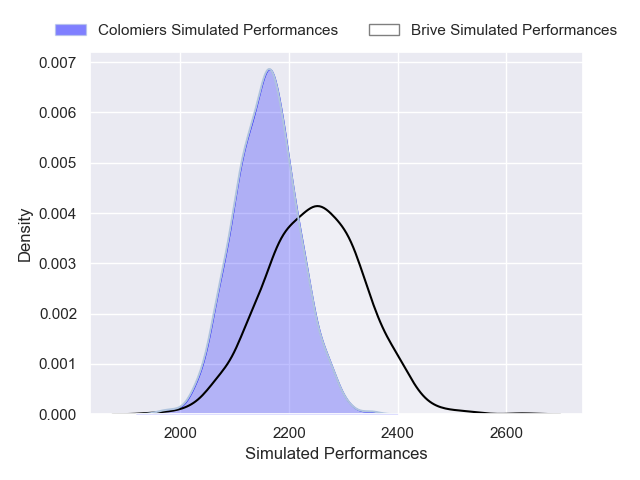 Colomiers Simulated Performances Brive Simulated Performances
0.007
0.006
0.005
0.004
0.003
0.002
0.001
0.000
Density
2000 2200 2400 2600
Simulated Performances